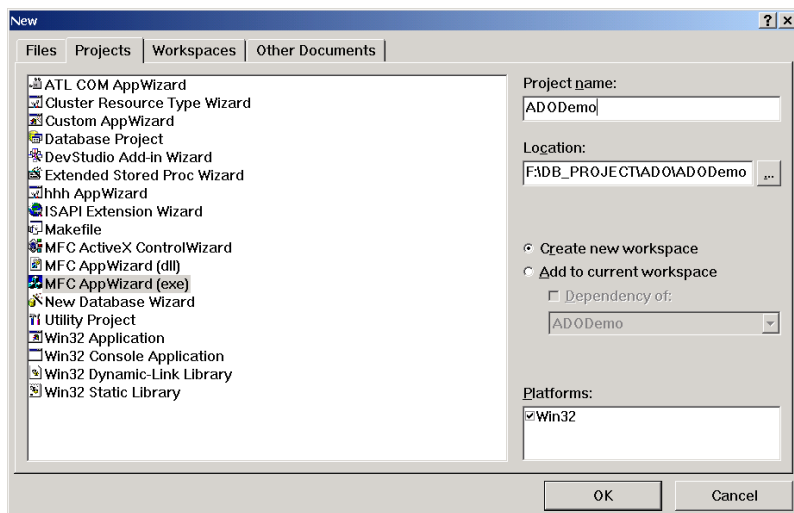 New
Files Projects Workspaces Other Documents
ATL COM AppWizard
Cluster Resource Type Wizard
Custom AppWizard
Database Project
DevStudio Add-in Wizard
Extended Stored Proc Wizard
hhh AppWizard
ISAPI Extension Wizard
Makefile
MFC ActiveX ControlWizard
MFC AppWizard (dll)
MFC AppWizard (exe)
New Database Wizard
Utility Project
Win32 Application
Win32 Console Application
Win32 Dynamic-Link Library
Win32 Static Library
Project name:
ADODemo
Location:
F:\DB_PROJECT\ADO\ADODemo
...
Create new workspace
Add to current workspace
Dependency of:
ADODemo
Platforms:
Win32
OK Cancel